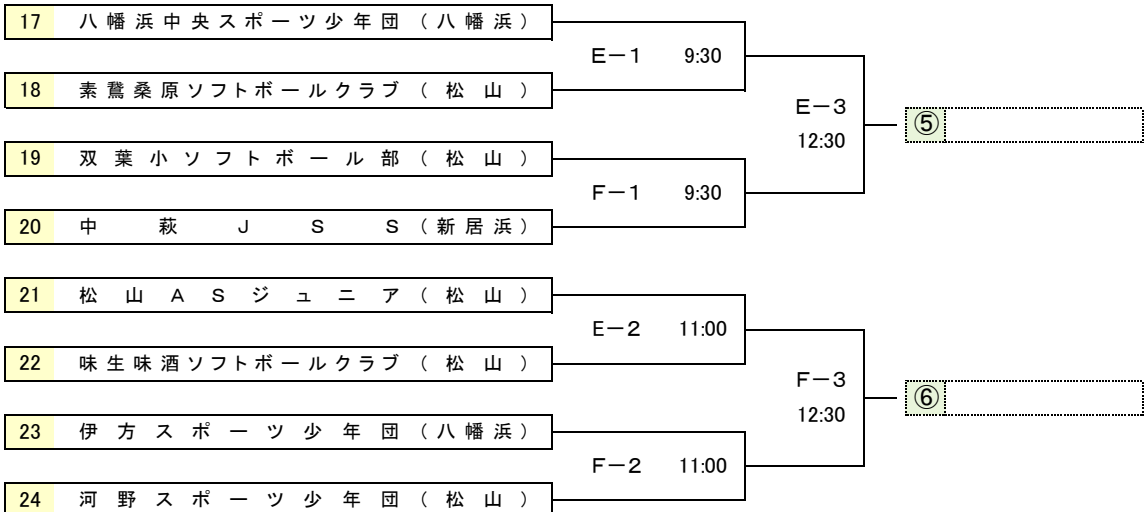 17 八幡浜中央スポーツ少年団（八幡浜）
E－1 9:30
18 素鵞桑原ソフトボールクラブ（松山）
E－3
12:30
⑤
19 双葉小ソフトボール部（松山）
F－1 9:30
20 中萩JSS（新居浜）
21 松山ASジュニア（松山）
E－2 11:00
22 味生味酒ソフトボールクラブ（松山）
F－3
12:30
⑥
23 伊方スポーツ少年団（八幡浜）
F－2 11:00
24 河野スポーツ少年団（松山）